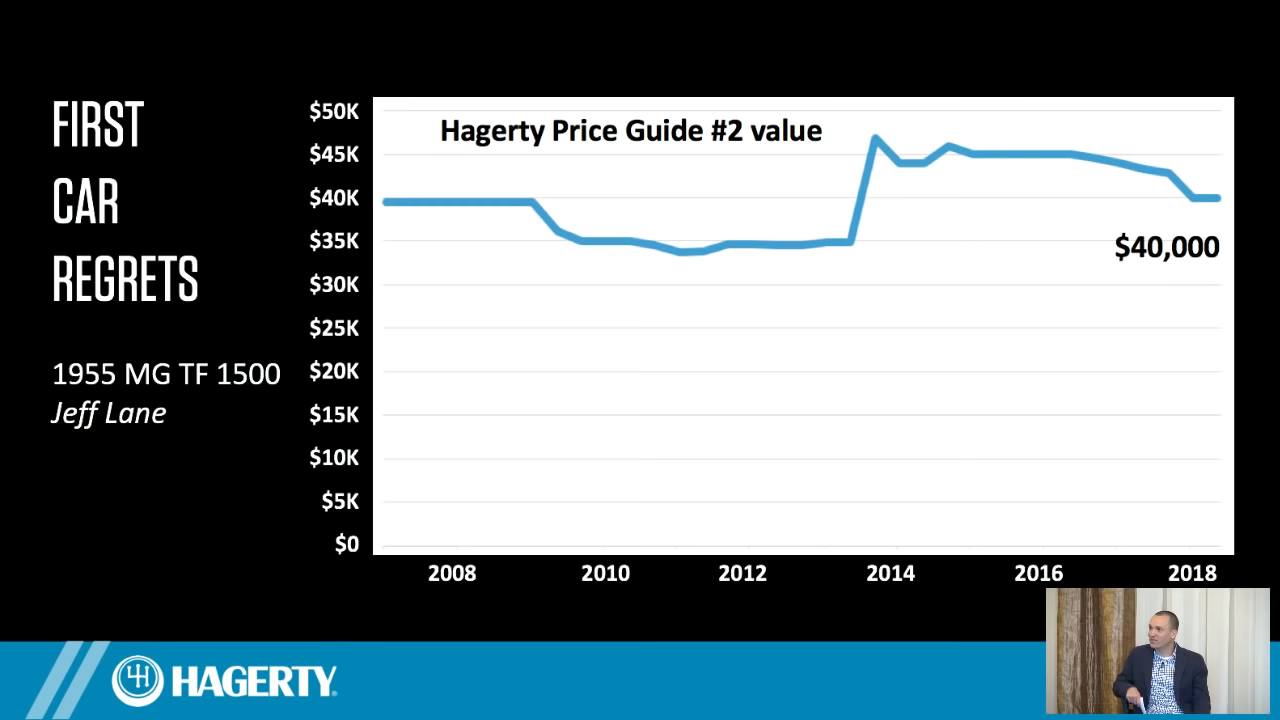 FIRST
CAR
REGRETS
1955 MG TF 1500
Jeff Lane
Hagerty Price Guide #2 value
$50K
$45K
$40K
$35K
$30K
$25K
$20K
$15K
$10K
$5K
$0
$40,000
2008 2010 2012 2014 2016 2018
HAGERTY